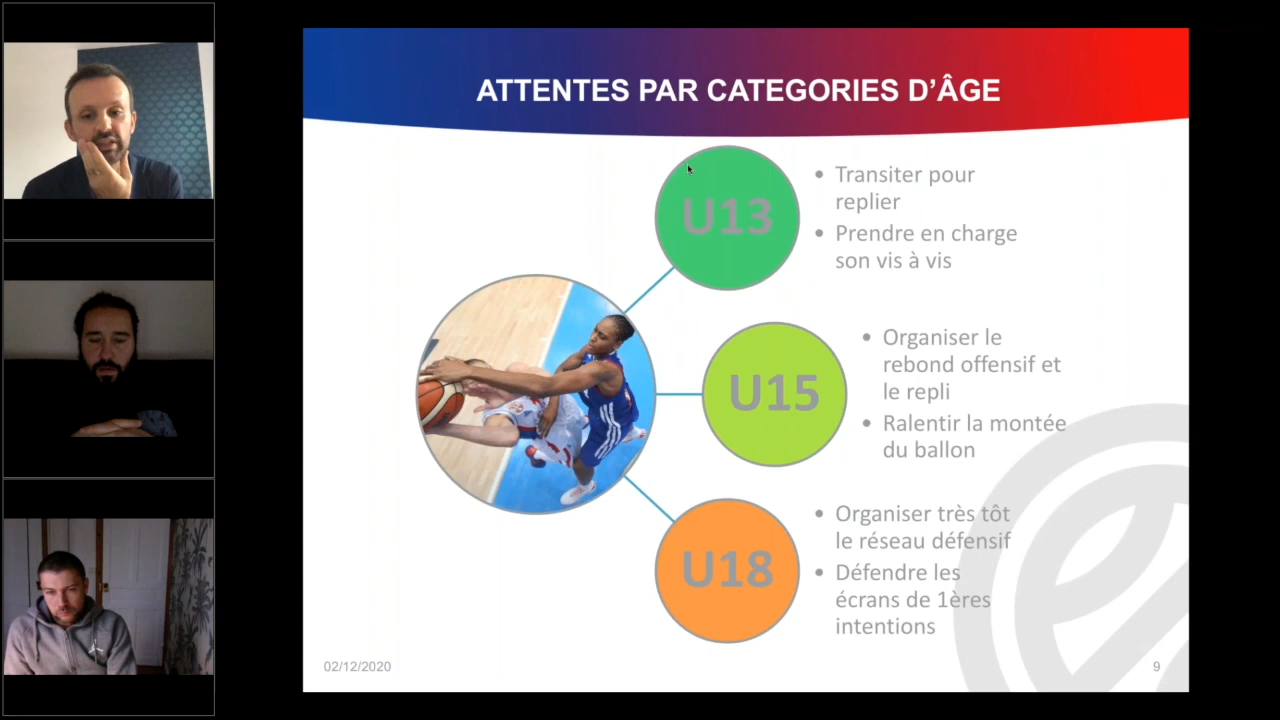 ATTENTES PAR CATEGORIES D’ÂGE
U13
• Transiter pour
replier
• Prendre en charge
son vis à vis
U15
• Organiser le
rebond offensif et
le repli
• Ralentir la montée
du ballon
U18
• Organiser très tôt
le réseau défensif
• Défendre les
écrans de 1ères
intentions
02/12/2020
9